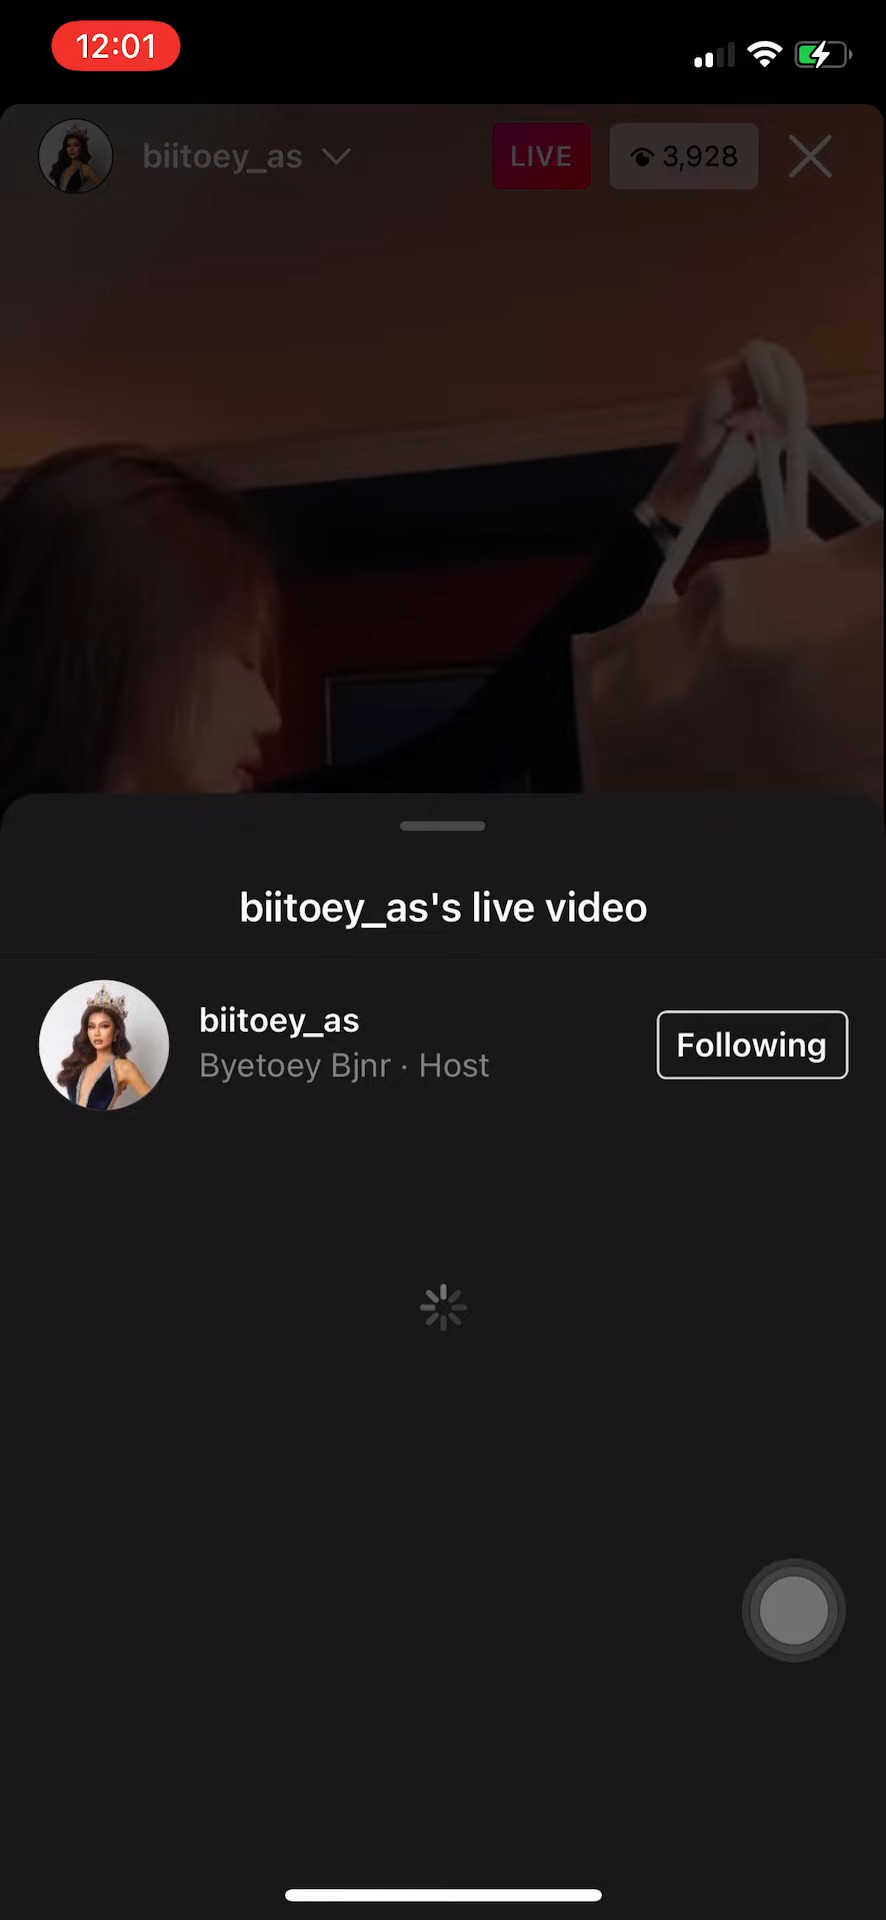 12:01
biitoey_as
LIVE
3,928
biitoey_as's live video
biitoey_as
Byetoey Bjnr · Host
Following